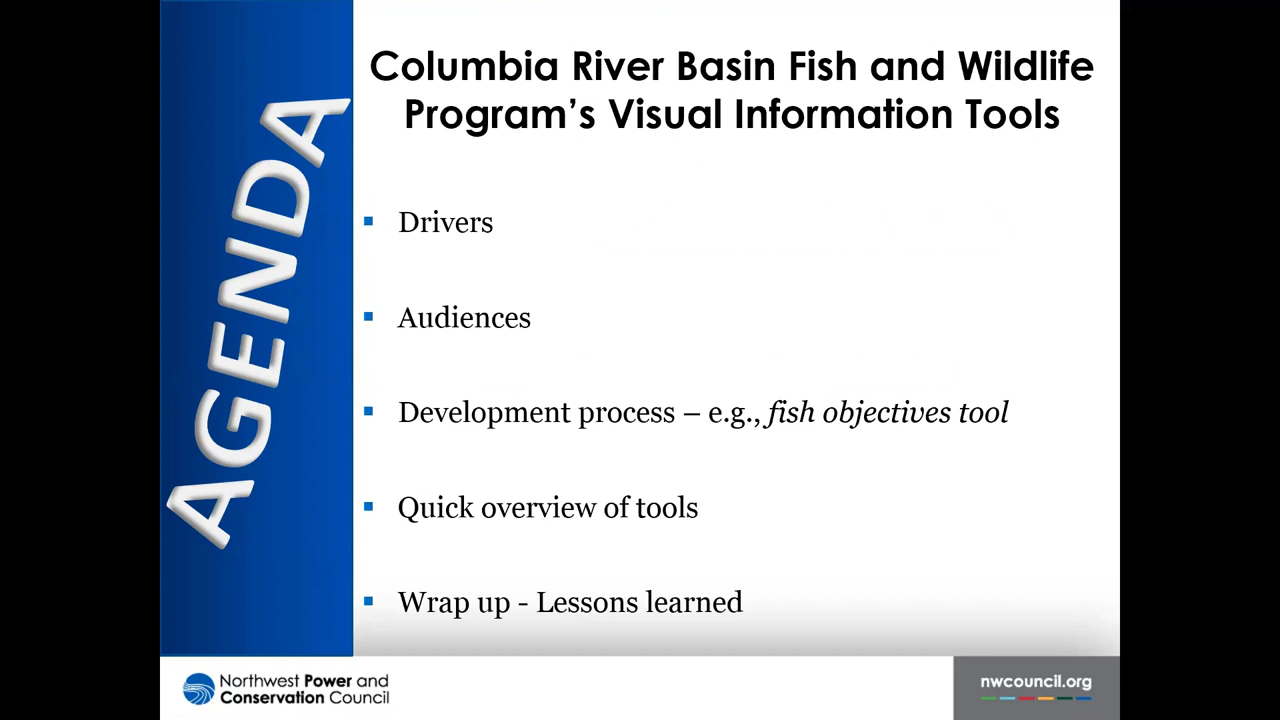 AGENDA
Columbia River Basin Fish and Wildlife
Program’s Visual Information Tools
▪ Drivers
▪ Audiences
▪ Development process – e.g., fish objectives tool
▪ Quick overview of tools
▪ Wrap up - Lessons learned
Northwest Power and
Conservation Council
nwcouncil.org